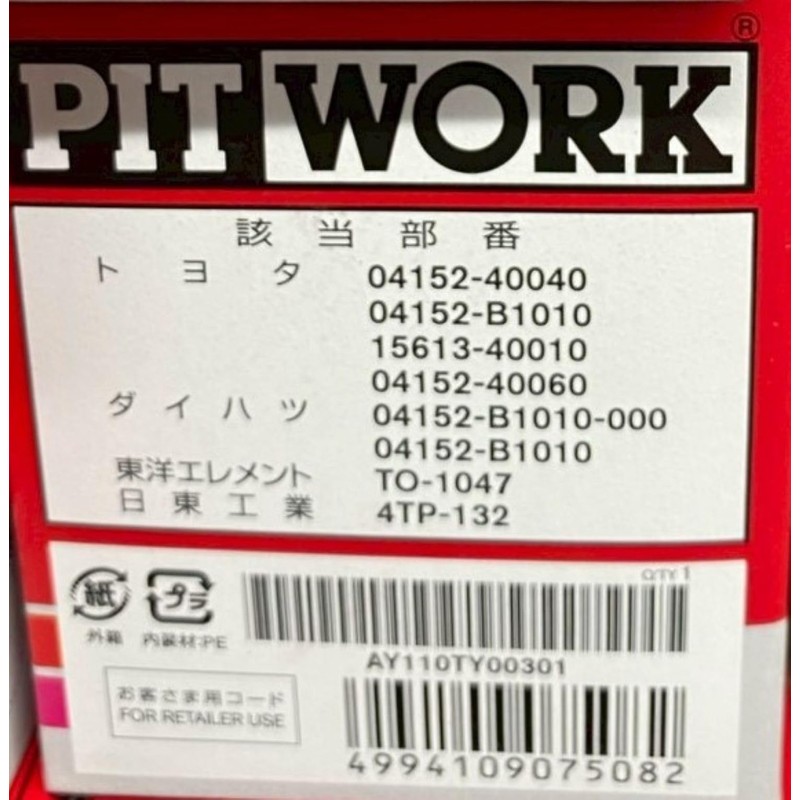 ®
PIT WORK
該当部番
トヨタ 04152-40040
04152-B1010
15613-40010
04152-40060
ダイハツ 04152-B1010-000
04152-B1010
東洋エレメント TO-1047
日東工業 4TP-132
QTY 1
紙 プラ
外箱 内装材:PE
AY110TY00301
お客さま用コード
FOR RETAILER USE
4994109075082